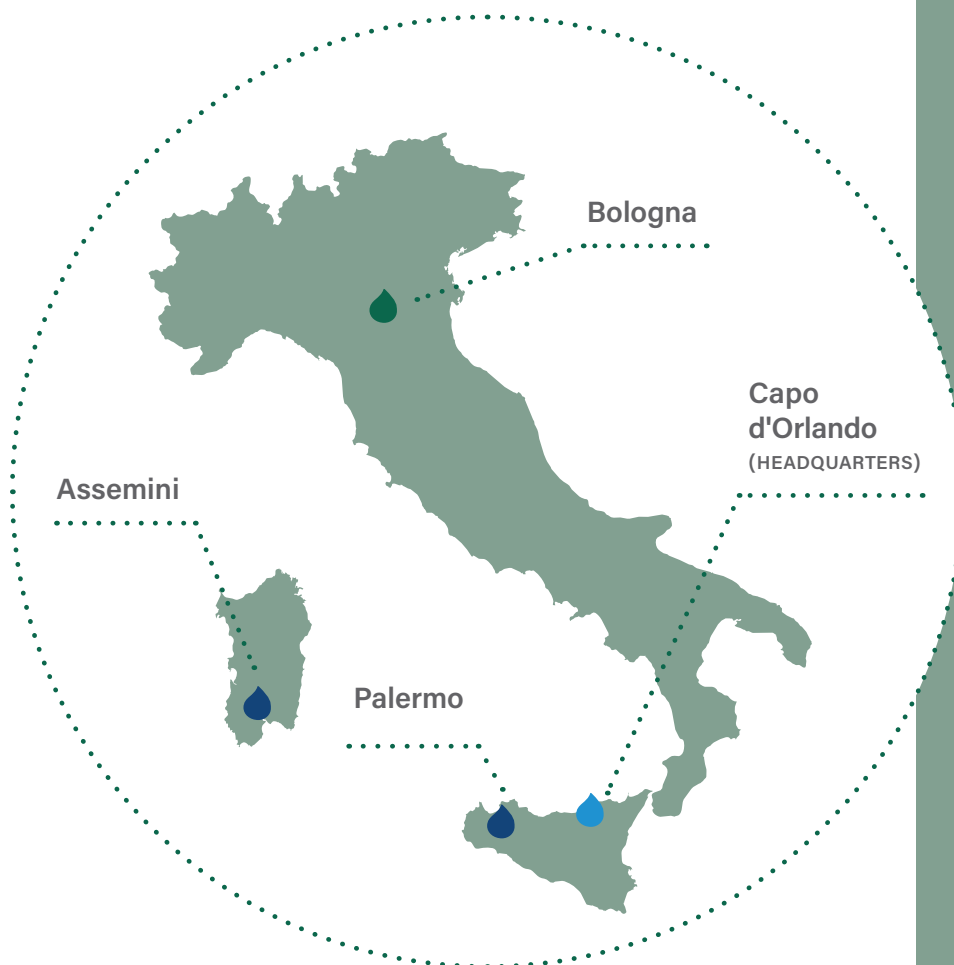 Bologna
Capo
d'Orlando
(HEADQUARTERS)
Assemini
Palermo